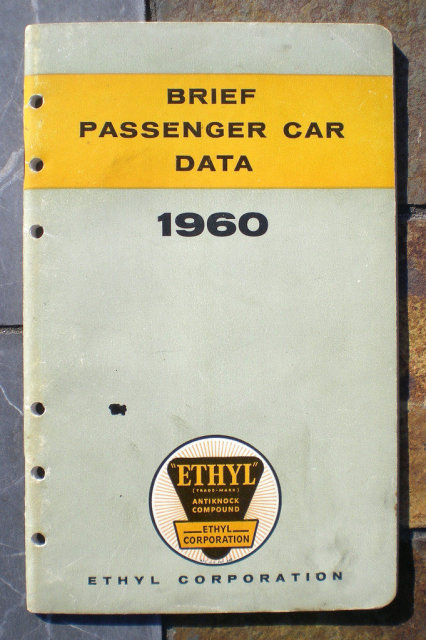 BRIEF
PASSENGER CAR
DATA
1960
"ETHYL"
(TRADE-MARK)
ANTIKNOCK
COMPOUND
ETHYL
CORPORATION
ETHYL CORPORATION